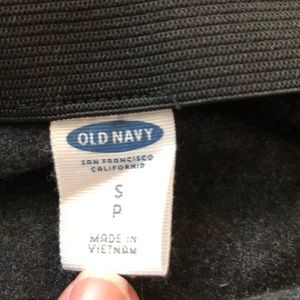 OLD NAVY
SAN FRANCISCO
CALIFORNIA
S
P
MADE IN
VIETNAM